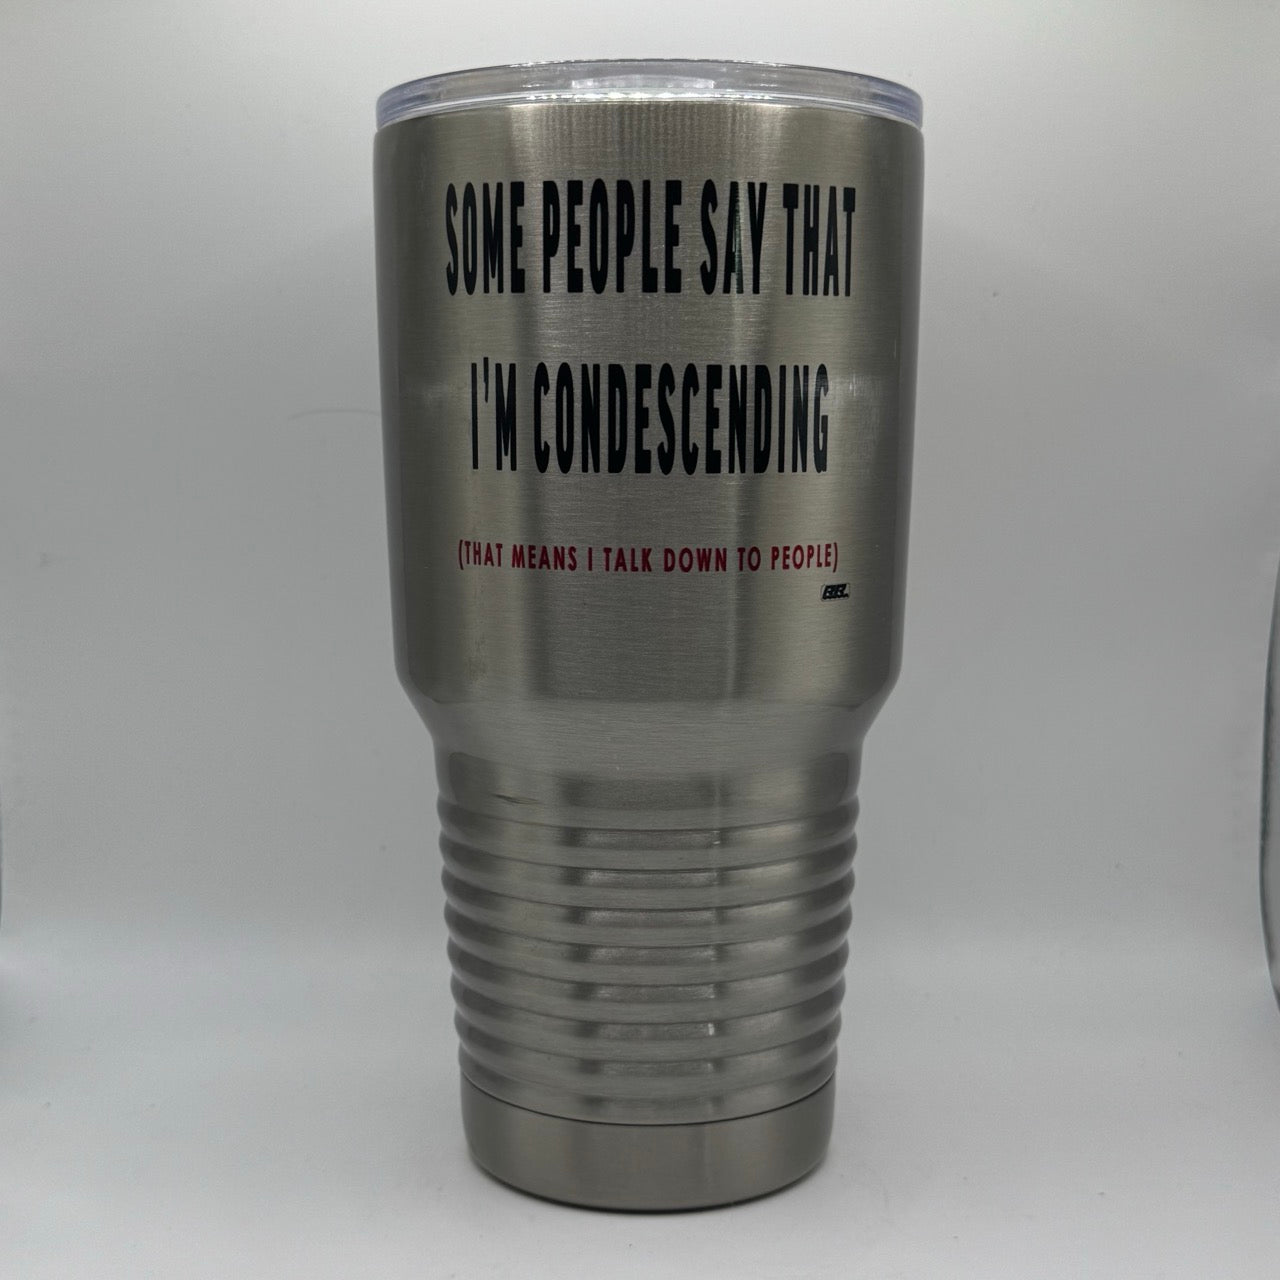 SOME PEOPLE SAY THAT
I'M CONDESCENDING
(THAT MEANS I TALK DOWN TO PEOPLE)